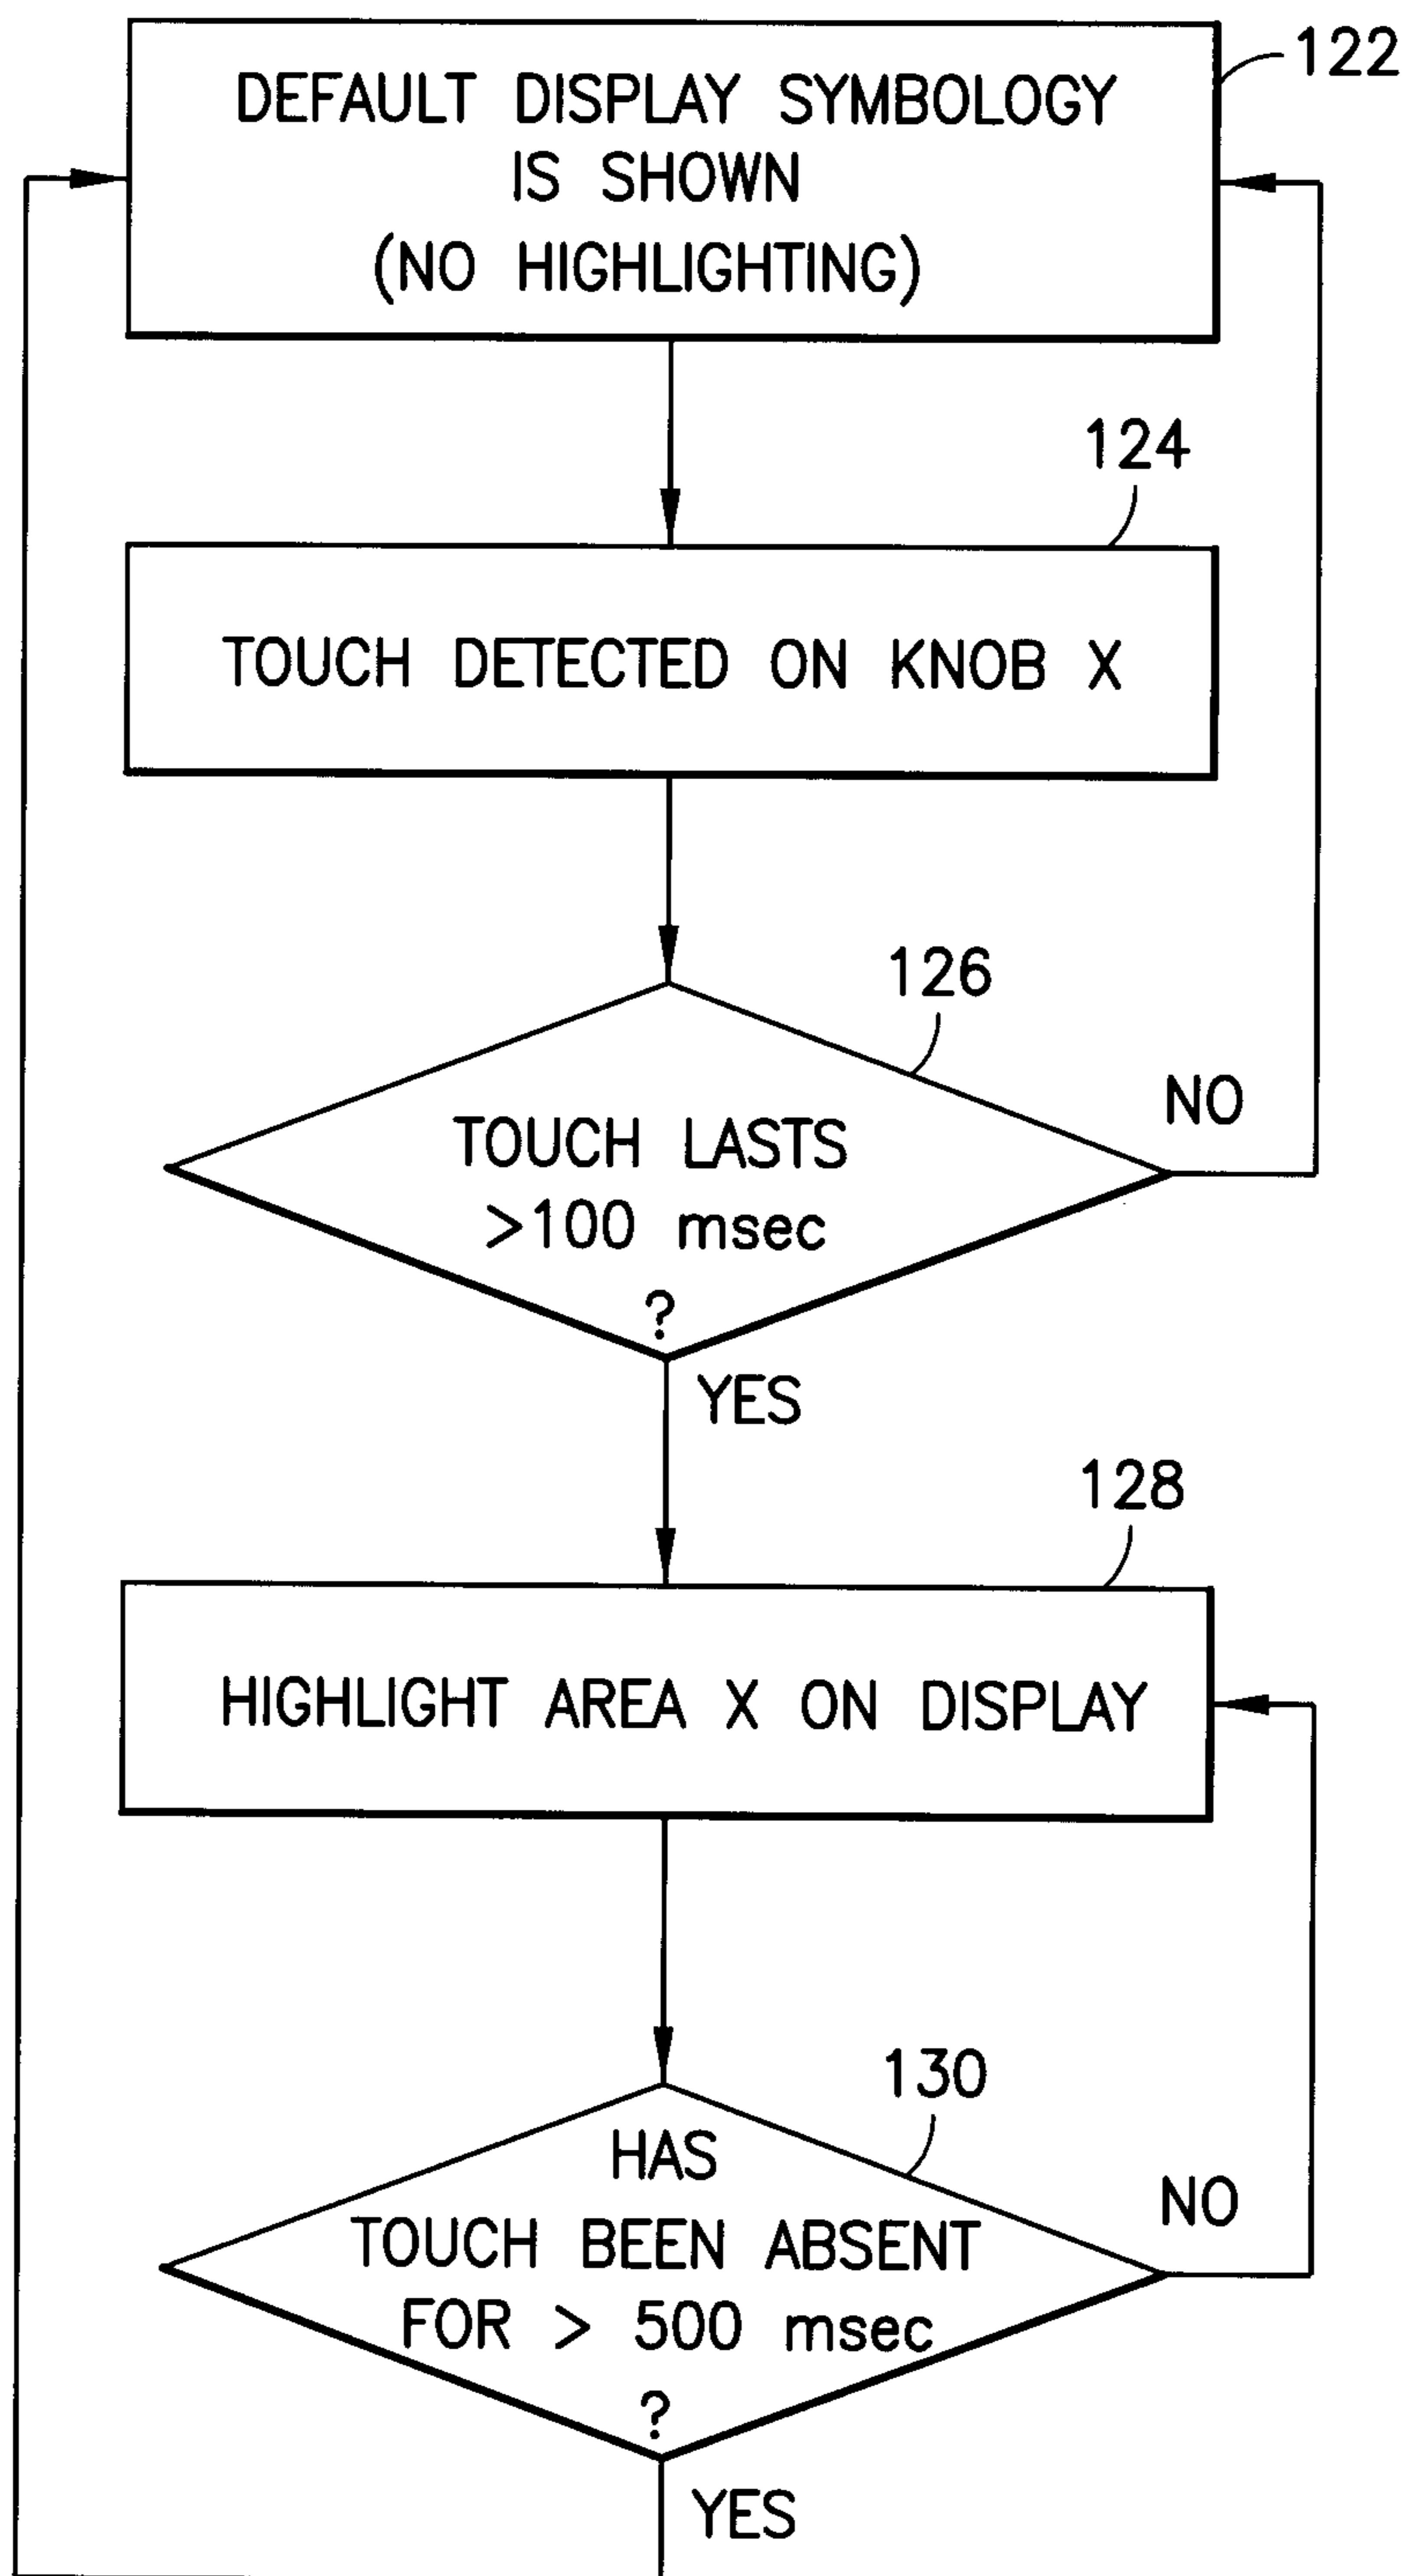 122
DEFAULT DISPLAY SYMBOLOGY
IS SHOWN
(NO HIGHLIGHTING)
124
TOUCH DETECTED ON KNOB X
126
NO
TOUCH LASTS
>100 msec
?
YES
128
HIGHLIGHT AREA X ON DISPLAY
130
HAS
NO
TOUCH BEEN ABSENT
FOR > 500 msec
?
YES